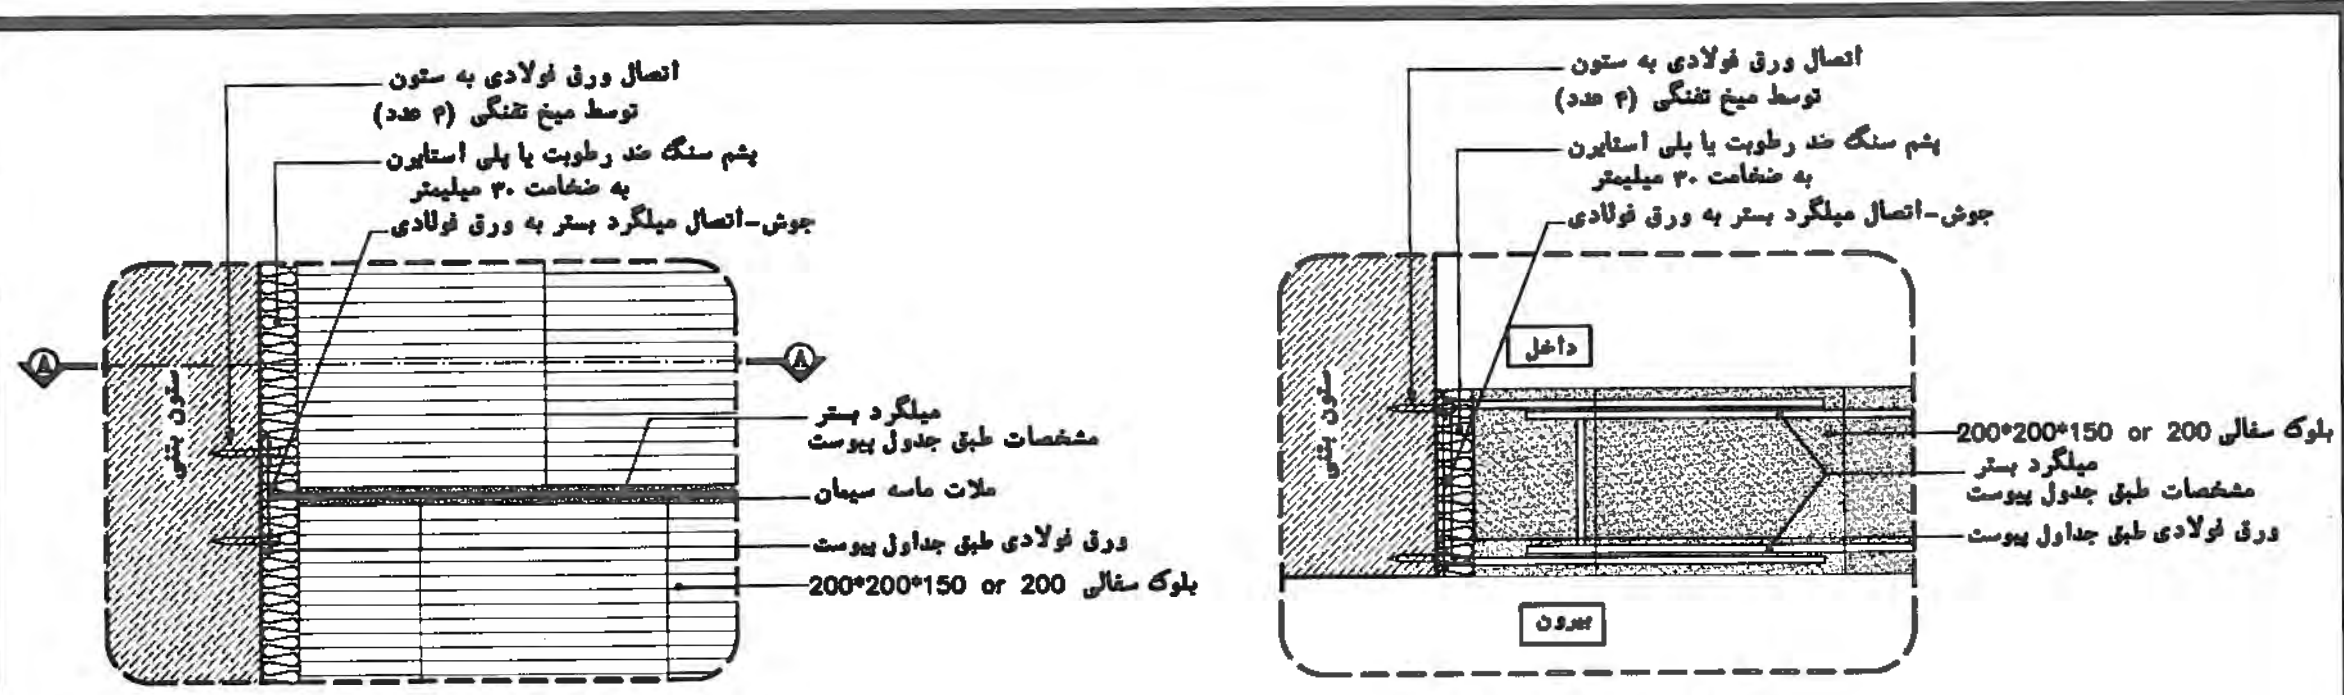 اتصال ورق فولادی به ستون
توسط میخ تفنگی (۴ عدد)
پشم سنگ ضد رطوبت یا پلی استایرن
به ضخامت ۳۰ میلیمتر
جوش-اتصال میلگرد بستر به ورق فولادی
A
A
ستون بتنی
میلگرد بستر
مشخصات طبق جدول پیوست
ملات ماسه سیمان
ورق فولادی طبق جداول پیوست
بلوک سفالی 200*200*150 or 200
اتصال ورق فولادی به ستون
توسط میخ تفنگی (۴ عدد)
پشم سنگ ضد رطوبت یا پلی استایرن
به ضخامت ۳۰ میلیمتر
جوش-اتصال میلگرد بستر به ورق فولادی
داخل
ستون بتنی
بلوک سفالی 200*200*150 or 200
میلگرد بستر
مشخصات طبق جدول پیوست
ورق فولادی طبق جداول پیوست
بیرون